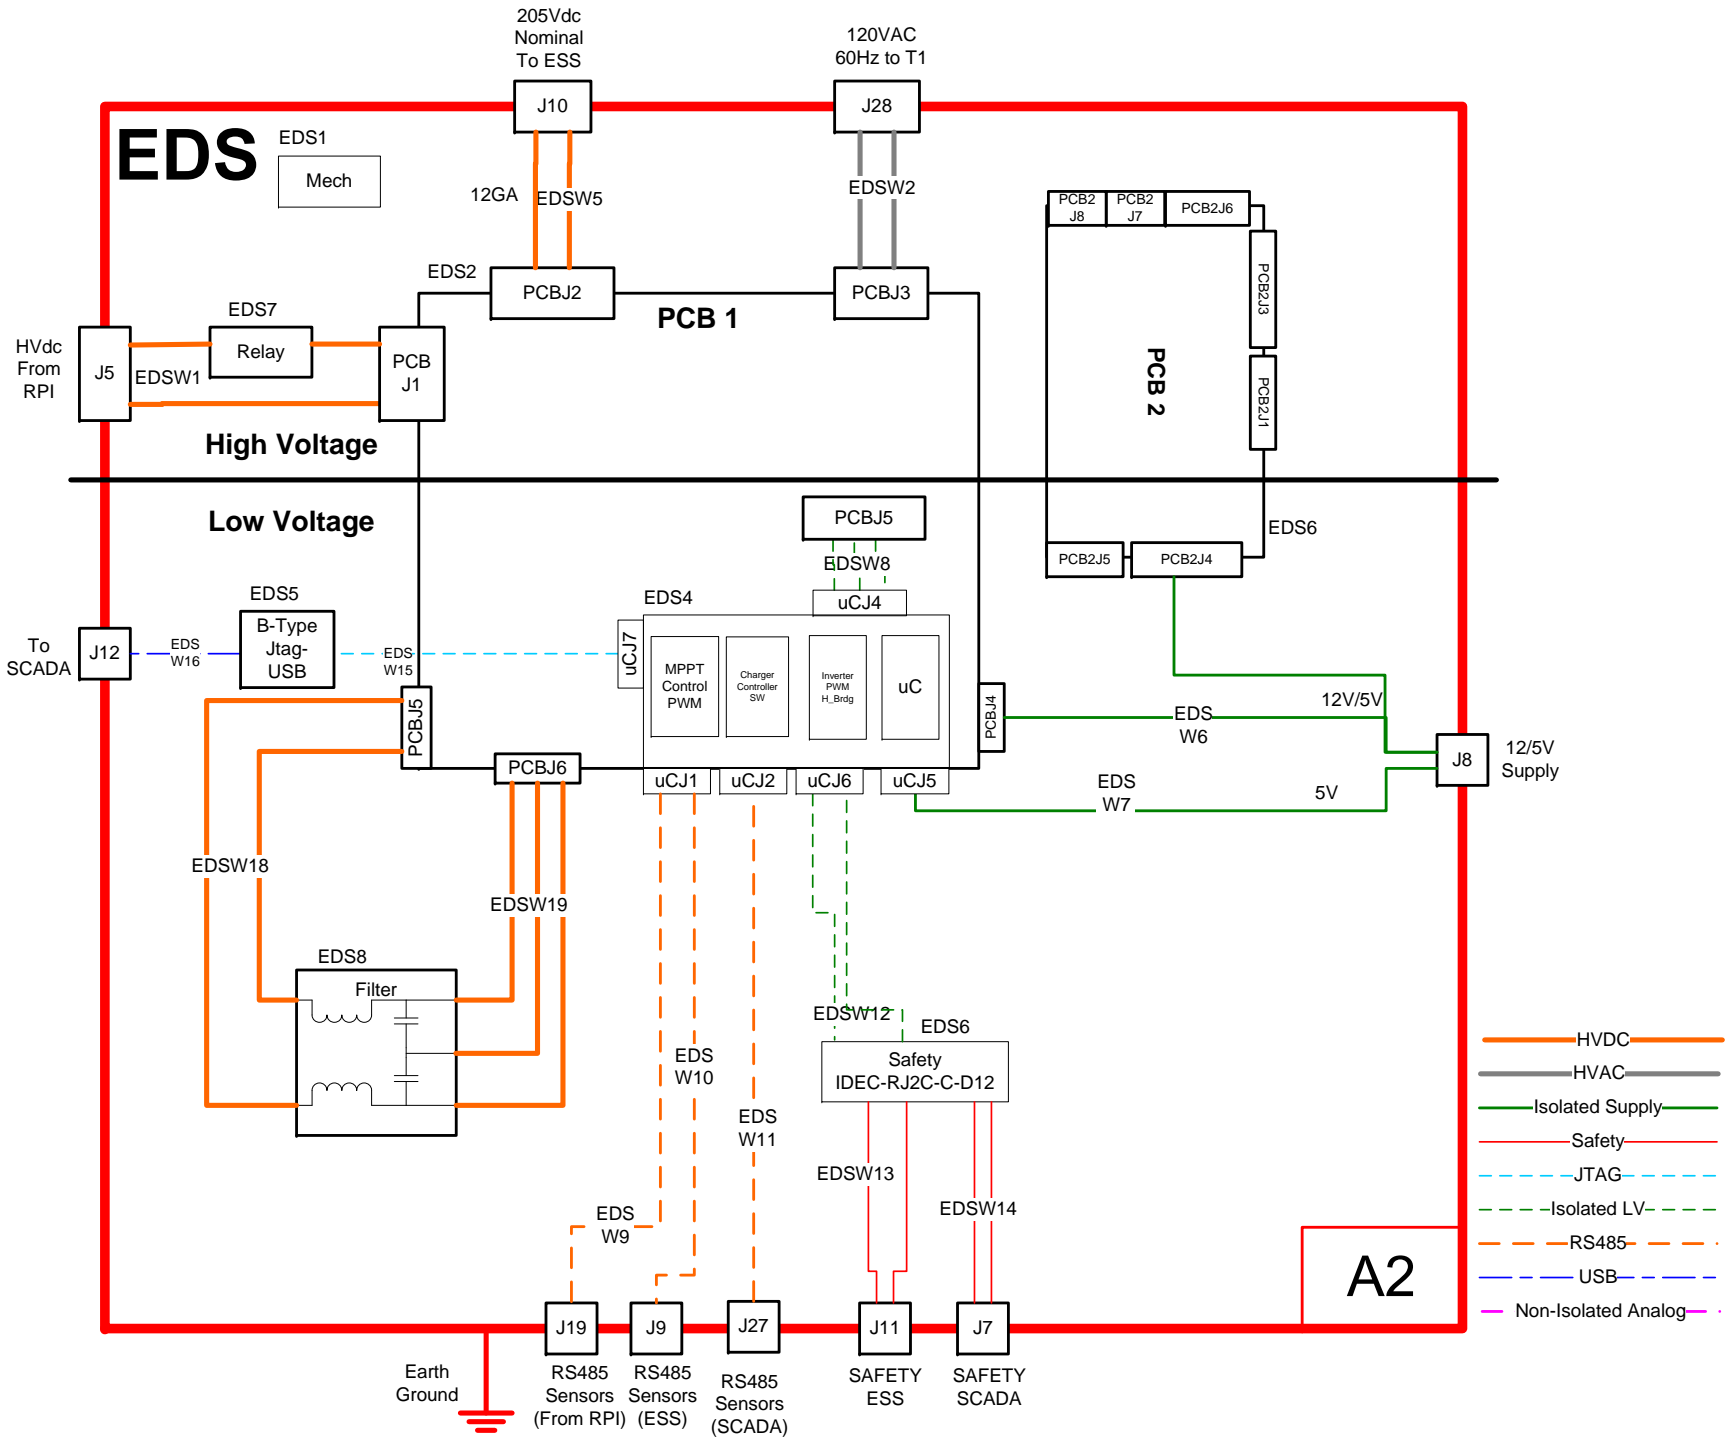 205Vdc
Nominal
To ESS
120VAC
60Hz to T1
J10
J28
EDS
EDS1
Mech
12GA
EDSW5
EDSW2
PCB2
J8
PCB2
J7
PCB2J6
PCB2J3
PCB2J1
PCB 2
EDS2
PCBJ2
PCBJ3
PCB 1
EDS7
Relay
HVdc
From
RPI
J5
EDSW1
PCB
J1
High Voltage
Low Voltage
PCBJ5
EDSW8
EDS6
PCB2J5
PCB2J4
EDS5
B-Type
Jtag-
USB
To
SCADA
J12
EDS
W16
EDS
W15
EDS4
uCJ4
uCJ7
MPPT
Control
PWM
Charger
Controller
SW
Inverter
PWM
H_Brdg
uC
PCBJ5
PCBJ4
12V/5V
EDS
W6
J8
12/5V
Supply
PCBJ6
uCJ1
uCJ2
uCJ6
uCJ5
EDS
W7
5V
EDSW18
EDSW19
EDS8
Filter
EDSW12
EDS6
Safety
IDEC-RJ2C-C-D12
EDS
W10
EDS
W11
EDSW13
EDSW14
EDS
W9
HVDC
HVAC
Isolated Supply
Safety
JTAG
Isolated LV
RS485
USB
Non-Isolated Analog
A2
J19
J9
J27
J11
J7
Earth
Ground
RS485
Sensors
(From RPI)
RS485
Sensors
(ESS)
RS485
Sensors
(SCADA)
SAFETY
ESS
SAFETY
SCADA